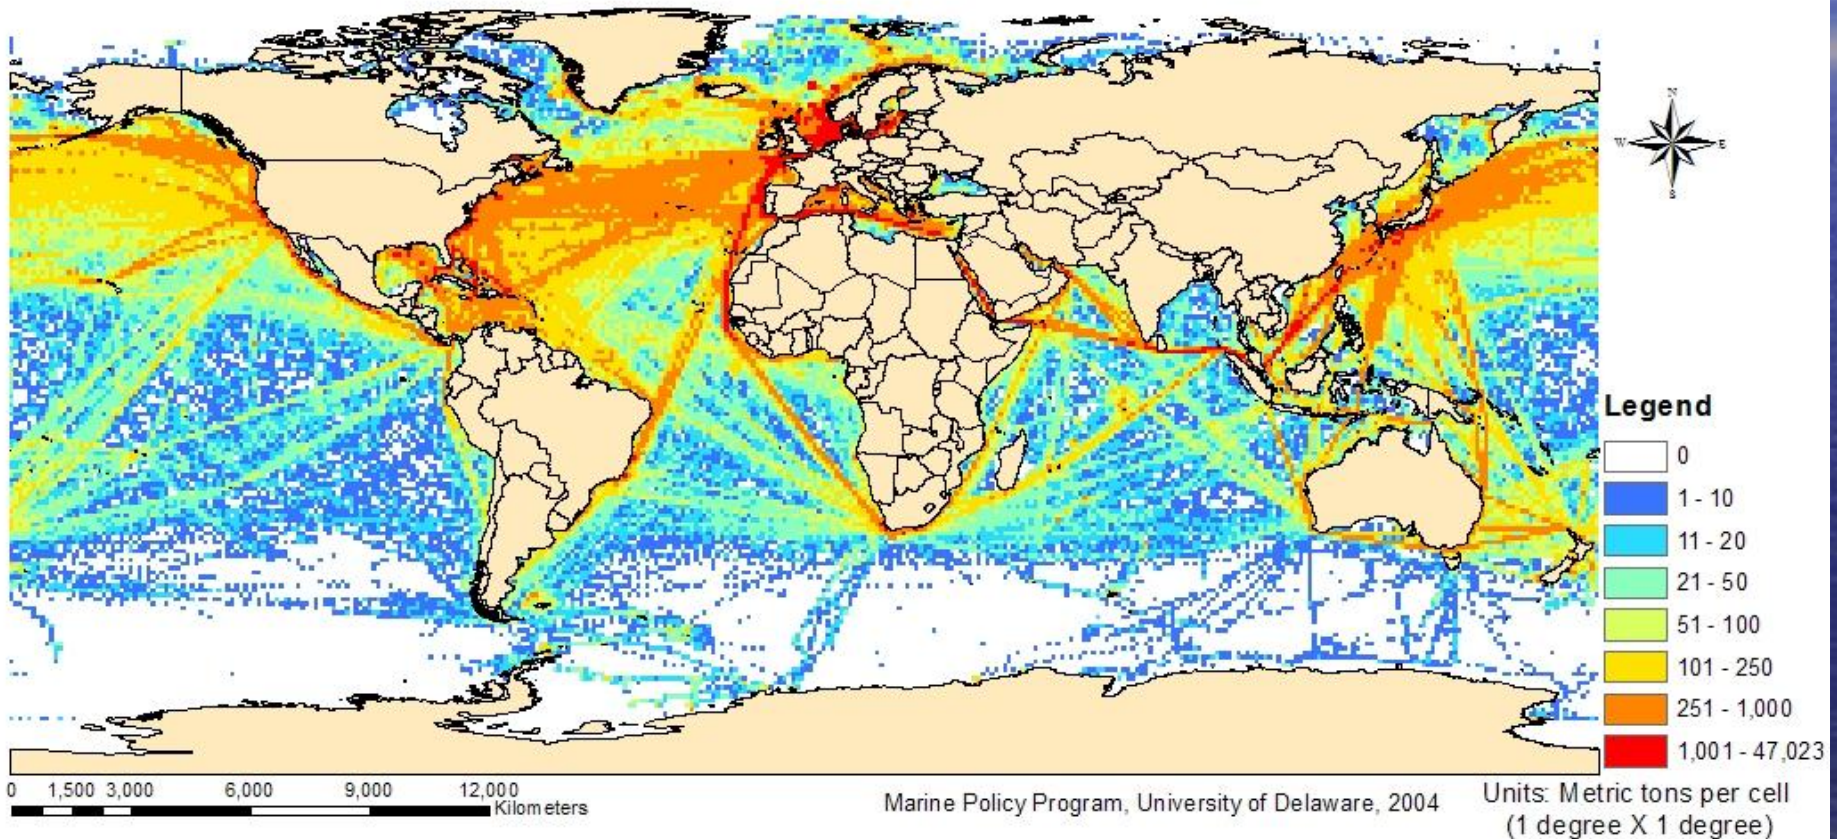 N
W
E
S
Legend
0
1 - 10
11 - 20
21 - 50
51 - 100
101 - 250
251 - 1,000
1,001 - 47,023
0 1,500 3,000 6,000 9,000 12,000
Kilometers
Marine Policy Program, University of Delaware, 2004
Units: Metric tons per cell
(1 degree X 1 degree)